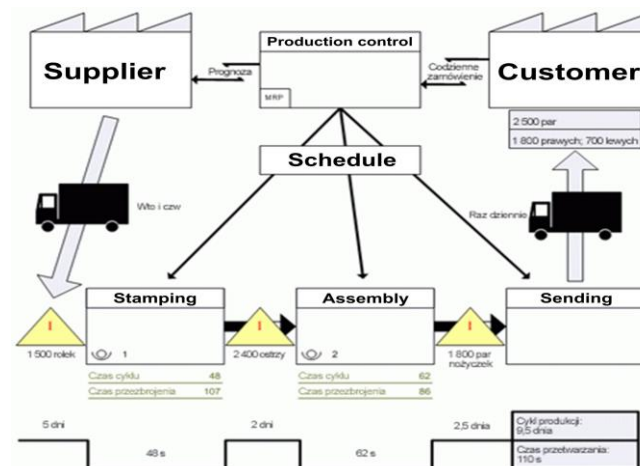 Production control
Supplier
Prognoza
MRP
Codzienne
zamówienie
Customer
2 500 par
1 800 prawych; 700 lewych
Schedule
Wto i czw
Raz dziennie
Stamping
Assembly
Sending
I
I
I
1 500 rolek
1
2 400 ostrzy
2
1 800 par
nożyczek
Czas cyklu 48
Czas przezbrojenia 107
Czas cyklu 62
Czas przezbrojenia 86
5 dni
2 dni
2,5 dnia
48 s
62 s
Cykl produkcji:
9,5 dnia
Czas przetwarzania:
110 s